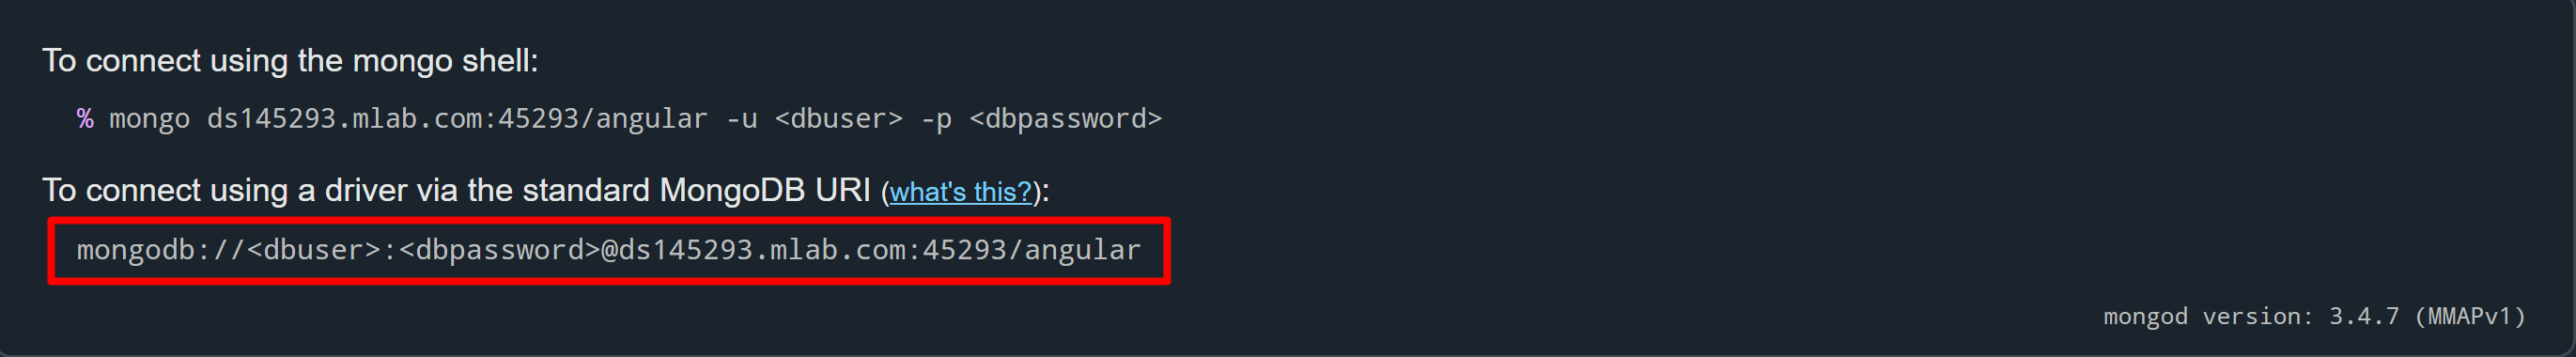 To connect using the mongo shell:
% mongo ds145293.mlab.com:45293/angular -u <dbuser> -p <dbpassword>
To connect using a driver via the standard MongoDB URI (what's this?):
mongodb://<dbuser>:<dbpassword>@ds145293.mlab.com:45293/angular
mongod version: 3.4.7 (MMAPv1)